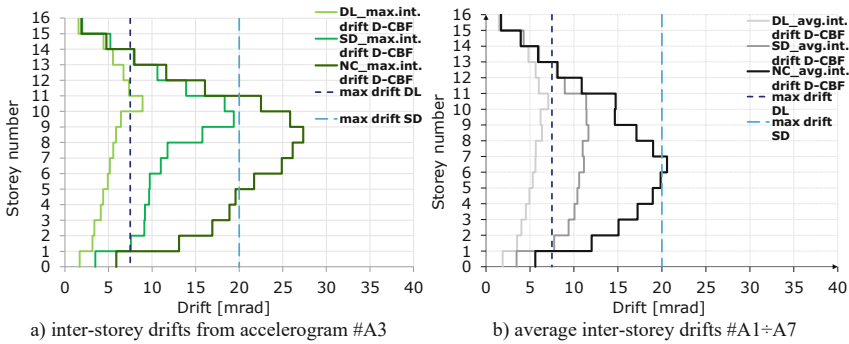 16
15
14
13
12
11
10
9
8
7
6
5
4
3
2
1
0
Storey number
0 5 10 15 20 25 30 35 40
Drift [mrad]
DL_max.int.
drift D-CBF
SD_max.int.
drift D-CBF
NC_max.int.
drift D-CBF
max drift DL
max drift SD
a) inter-storey drifts from accelerogram #A3
16
15
14
13
12
11
10
9
8
7
6
5
4
3
2
1
0
Storey number
0 5 10 15 20 25 30 35 40
Drift [mrad]
DL_avg.int.
drift D-CBF
SD_avg.int.
drift D-CBF
NC_avg.int.
drift D-CBF
max drift
DL
max drift
SD
b) average inter-storey drifts #A1÷A7